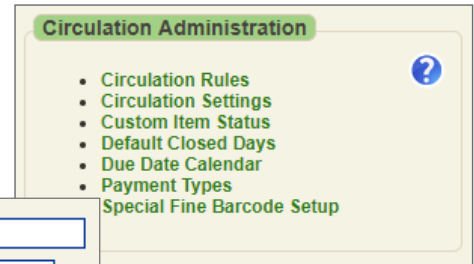 Circulation Administration
Circulation Rules
Circulation Settings
Custom Item Status
Default Closed Days
Due Date Calendar
Payment Types
Special Fine Barcode Setup